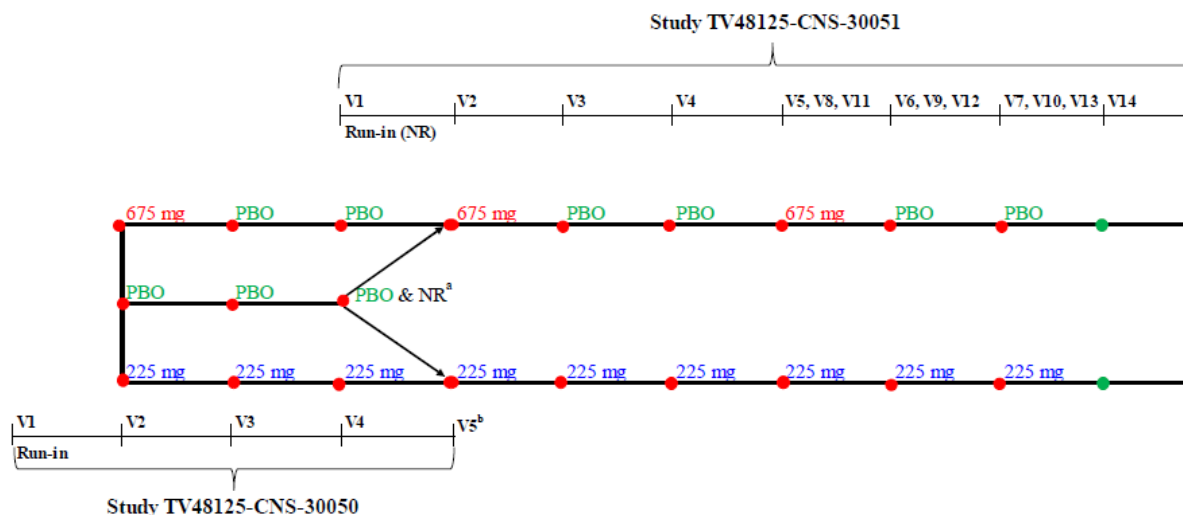 Study TV48125-CNS-30051
V1 V2 V3 V4 V5, V8, V11 V6, V9, V12 V7, V10, V13 V14
Run-in (NR)
675 mg PBO PBO 675 mg PBO PBO 675 mg PBO PBO
PBO PBO PBO & NRᵃ
225 mg 225 mg 225 mg 225 mg 225 mg 225 mg 225 mg 225 mg 225 mg
V1 V2 V3 V4 V5ᵇ
Run-in
Study TV48125-CNS-30050